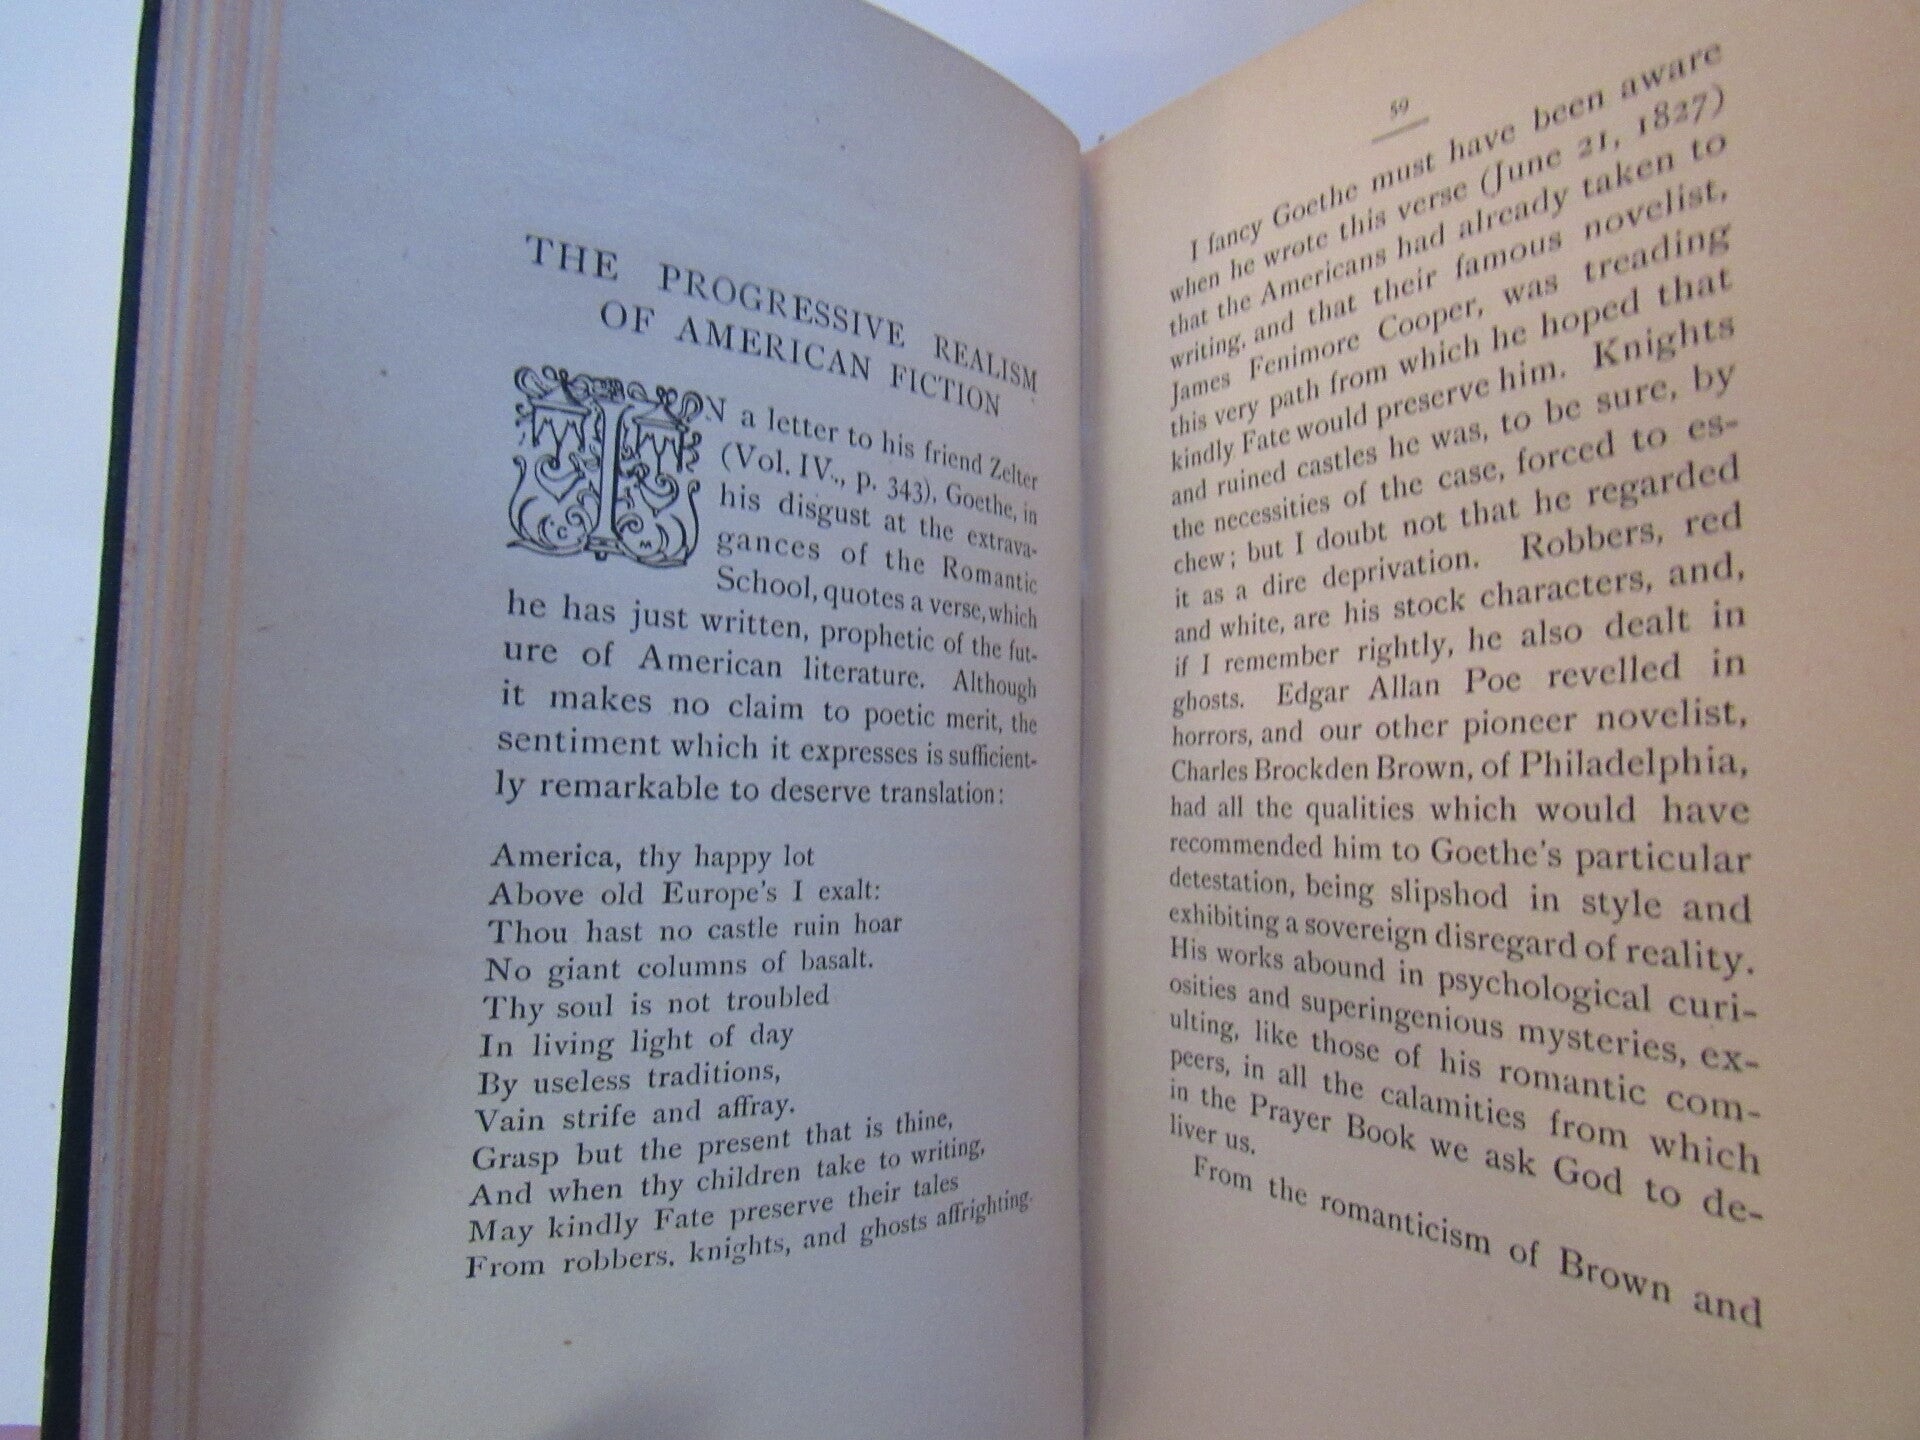 THE PROGRESSIVE REALISM
OF AMERICAN FICTION
IN a letter to his friend Zelter
(Vol. IV., p. 343), Goethe, in
his disgust at the extrava-
gances of the Romantic
School, quotes a verse, which
he has just written, prophetic of the fut-
ure of American literature. Although
it makes no claim to poetic merit, the
sentiment which it expresses is sufficient-
ly remarkable to deserve translation:
America, thy happy lot
Above old Europe's I exalt:
Thou hast no castle ruin hoar
No giant columns of basalt.
Thy soul is not troubled
In living light of day
By useless traditions,
Vain strife and affray.
Grasp but the present that is thine,
And when thy children take to writing,
May kindly Fate preserve their tales
From robbers, knights, and ghosts affrighting.
C M
59
I fancy Goethe must have been aware
when he wrote this verse (June 21, 1827)
that the Americans had already taken to
writing, and that their famous novelist,
James Fenimore Cooper, was treading
this very path from which he hoped that
kindly Fate would preserve him. Knights
and ruined castles he was, to be sure, by
the necessities of the case, forced to es-
chew; but I doubt not that he regarded
it as a dire deprivation. Robbers, red
and white, are his stock characters, and,
if I remember rightly, he also dealt in
ghosts. Edgar Allan Poe revelled in
horrors, and our other pioneer novelist,
Charles Brockden Brown, of Philadelphia,
had all the qualities which would have
recommended him to Goethe's particular
detestation, being slipshod in style and
exhibiting a sovereign disregard of reality.
His works abound in psychological curi-
osities and superingenious mysteries, ex-
ulting, like those of his romantic com-
peers, in all the calamities from which
in the Prayer Book we ask God to de-
liver us.
From the romanticism of Brown and